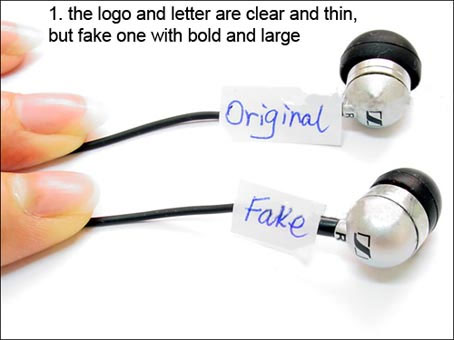 1. the logo and letter are clear and thin,
but fake one with bold and large
Original
R
Fake
R